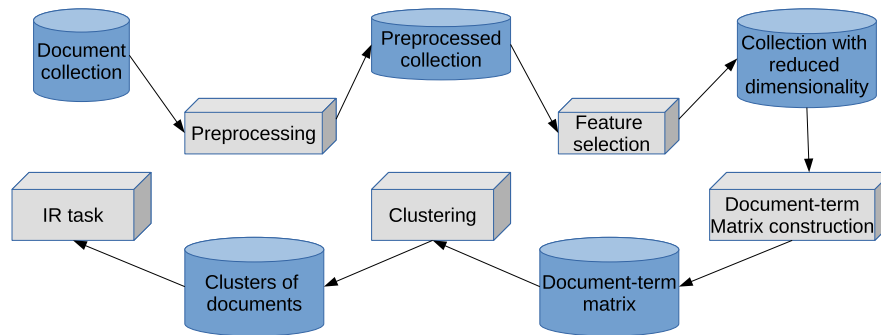 Document
collection
Preprocessing
Preprocessed
collection
Feature
selection
Collection with
reduced
dimensionality
Document-term
Matrix construction
Document-term
matrix
Clustering
Clusters of
documents
IR task